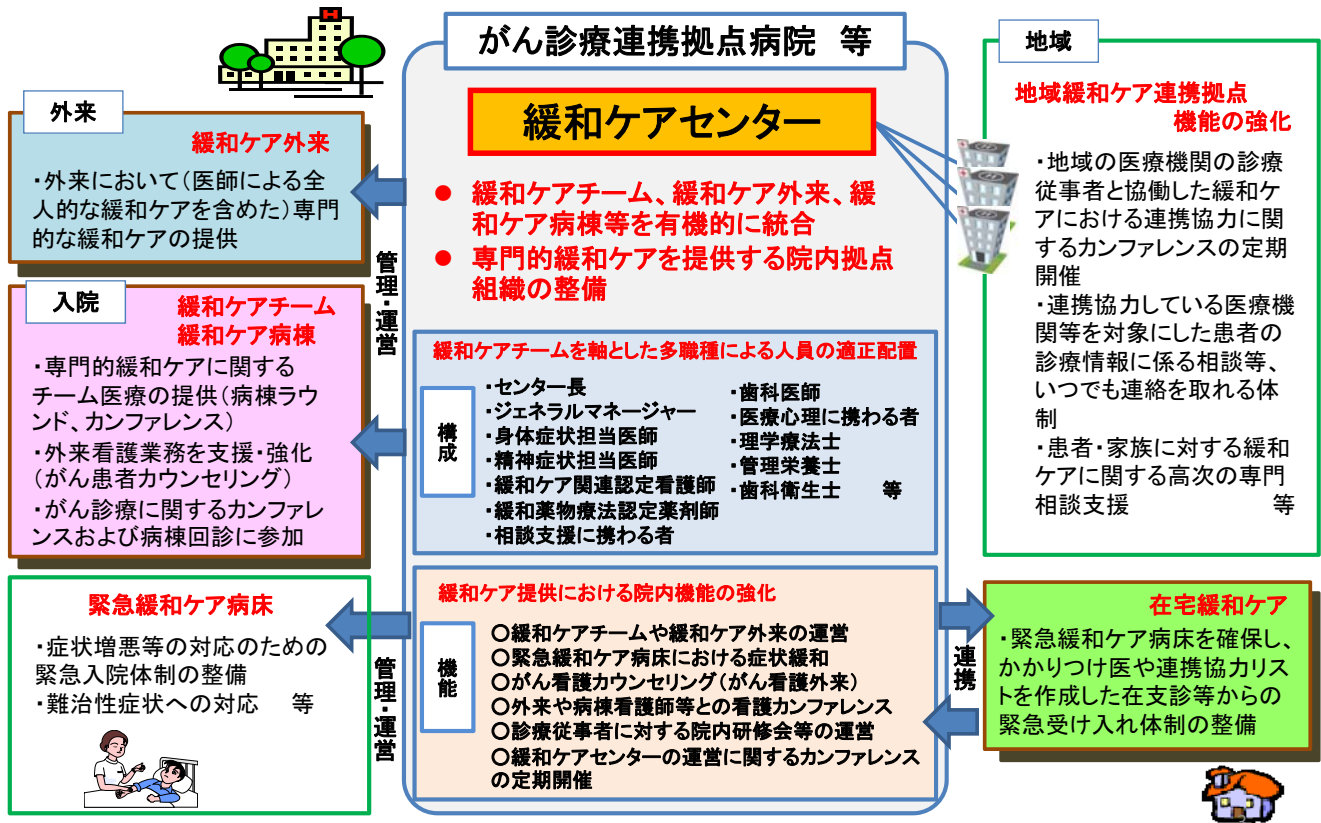 がん診療連携拠点病院　等
緩和ケアセンター
● 緩和ケアチーム、緩和ケア外来、緩
和ケア病棟等を有機的に統合
● 専門的緩和ケアを提供する院内拠点
組織の整備
外来
緩和ケア外来
・外来において（医師による全
人的な緩和ケアを含めた）専門
的な緩和ケアの提供
管理・運営
入院
緩和ケアチーム
緩和ケア病棟
・専門的緩和ケアに関する
チーム医療の提供（病棟ラウ
ンド、カンファレンス）
・外来看護業務を支援・強化
（がん患者カウンセリング）
・がん診療に関するカンファレ
ンスおよび病棟回診に参加
緩和ケアチームを軸とした多職種による人員の適正配置
構成
・センター長
・ジェネラルマネージャー
・身体症状担当医師
・精神症状担当医師
・緩和ケア関連認定看護師
・緩和薬物療法認定薬剤師
・相談支援に携わる者
・歯科医師
・医療心理に携わる者
・理学療法士
・管理栄養士
・歯科衛生士　　等
地域
地域緩和ケア連携拠点
機能の強化
・地域の医療機関の診療
従事者と協働した緩和ケ
アにおける連携協力に関
するカンファレンスの定期
開催
・連携協力している医療機
関等を対象にした患者の
診療情報に係る相談等、
いつでも連絡を取れる体
制
・患者・家族に対する緩和
ケアに関する高次の専門
相談支援　　　　　　等
緊急緩和ケア病床
・症状増悪等の対応のための
緊急入院体制の整備
・難治性症状への対応　等
管理・運営
緩和ケア提供における院内機能の強化
機能
○緩和ケアチームや緩和ケア外来の運営
○緊急緩和ケア病床における症状緩和
○がん看護カウンセリング（がん看護外来）
○外来や病棟看護師等との看護カンファレンス
○診療従事者に対する院内研修会等の運営
○緩和ケアセンターの運営に関するカンファレンス
の定期開催
連携
在宅緩和ケア
・緊急緩和ケア病床を確保し、
かかりつけ医や連携協力リス
トを作成した在支診等からの
緊急受け入れ体制の整備